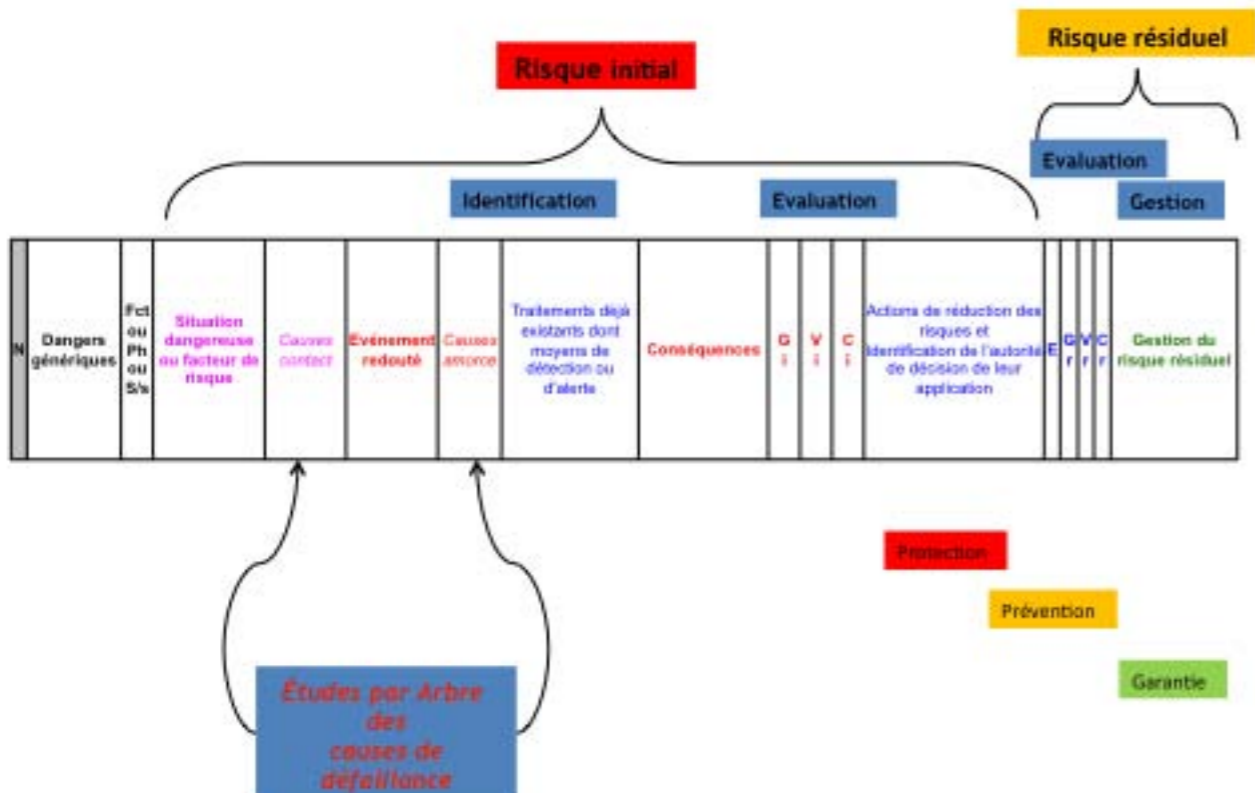 Risque résiduel
Risque initial
Evaluation
Identification
Evaluation
Gestion
N
Dangers
génériques
Fct
ou
Ph
ou
S/s
Situation
dangereuse
ou facteur de
risque
Causes
contact
Evénement
redouté
Causes
amorce
Traitements déjà
existants dont
moyens de
détection ou
d'alerte
Conséquences
G
i
V
i
C
i
Actions de réduction des
risques et
Identification de l'autorité
de décision de leur
application
E
G
r
V
r
C
r
Gestion du
risque résiduel
Protection
Prévention
Garantie
Études par Arbre
des
causes de
défaillance